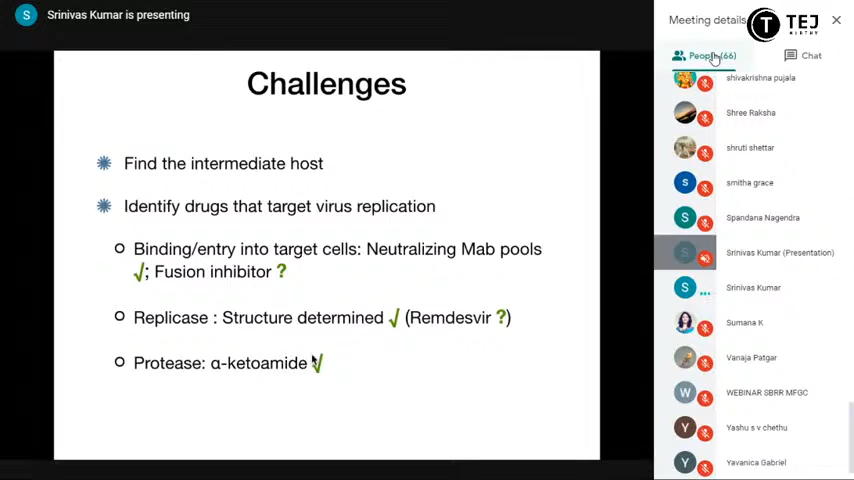 Srinivas Kumar is presenting
Challenges
Find the intermediate host
Identify drugs that target virus replication
Binding/entry into target cells: Neutralizing Mab pools
√; Fusion inhibitor ?
Replicase : Structure determined √ (Remdesvir ?)
Protease: α-ketoamide √
Meeting details
TEJ
People (66)
Chat
shivakrishna pujala
Shree Raksha
shruti shettar
S smitha grace
S Spandana Nagendra
S Srinivas Kumar (Presentation)
S Srinivas Kumar
Sumana K
Vanaja Patgar
W WEBINAR SBRR MFGC
Y Yashu s v chethu
Y Yavanica Gabriel